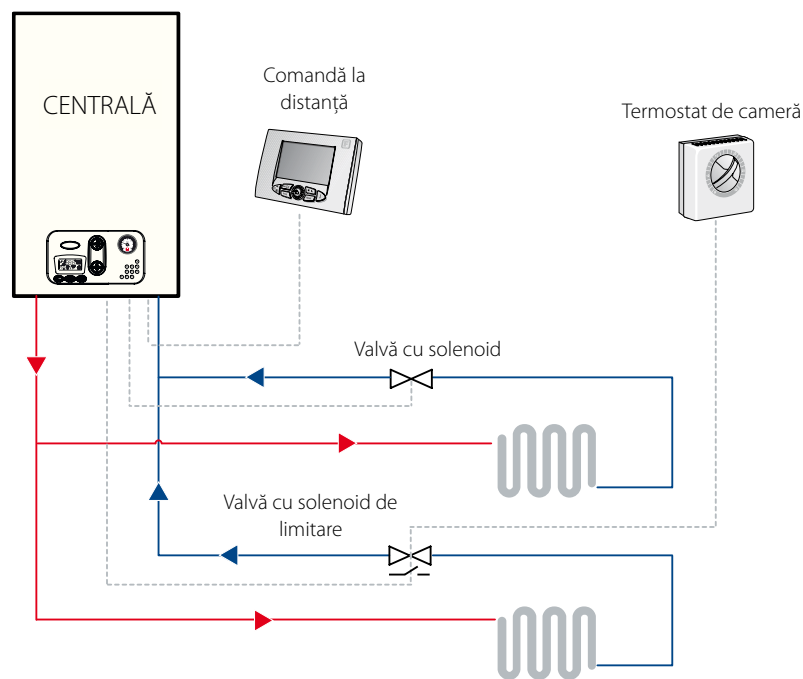 CENTRALĂ
Comandă la
distanță
Termostat de cameră
Valvă cu solenoid
Valvă cu solenoid de
limitare